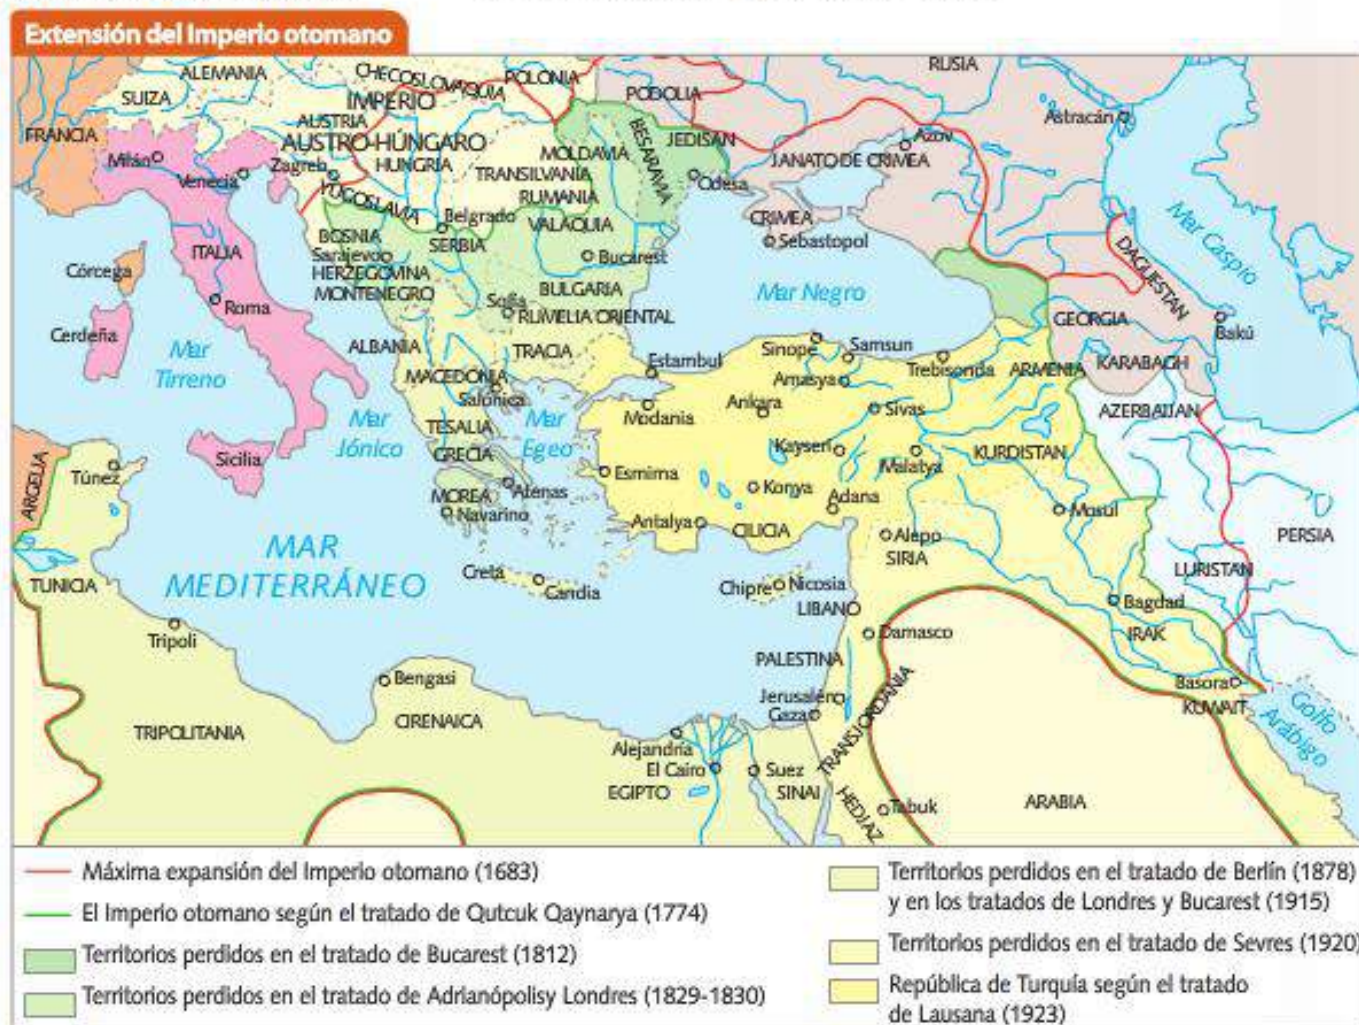 Extensión del Imperio otomano
ALEMANIA
CHECOSLOVAQUIA
POLONIA
RUSIA
SUIZA
IMPERIO
PODOLIA
AUSTRIA
Astracán
FRANCIA
AUSTRO-HÚNGARO
BESARAVIA
JEDISAN
Azov
Milán
Zagreb
HUNGRIA
MOLDAVIA
JANATO DE CRIMEA
Venecia
TRANSILVANIA
Odesa
YUGOSLAVIA
RUMANIA
Mar Caspio
Belgrado
VALAQUIA
CRIMEA
BOSNIA
SERBIA
Sebastopol
DAGUESTAN
ITALIA
Sarajevo
Bucarest
Córcega
HERZEGOVINA
MONTENEGRO
BULGARIA
Mar Negro
Roma
Sofía
RUMELIA ORIENTAL
GEORGIA
Bakú
Cerdeña
Mar
Tirreno
ALBANIA
TRACIA
Estambul
Sinope
Samsun
Trebisonda
ARMENIA
KARABAGH
MACEDONIA
Amasya
Salónica
Modania
Ankara
Sivas
AZERBAIJAN
Mar
Jónico
TESALIA
Mar
Egeo
GRECIA
Kayseri
Malatya
KURDISTAN
Sicilia
ARGELIA
Túnez
Esmirna
MOREA
Atenas
Konya
Adana
Navarino
Antalya
CILICIA
Mosul
MAR
MEDITERRÁNEO
Alepo
SIRIA
PERSIA
TUNICIA
Creta
Candia
Chipre
Nicosia
LURISTAN
LIBANO
Bagdad
Tripoli
Damasco
IRAK
PALESTINA
Bengasi
Jerusalén
Basora
Gaza
KUWAIT
TRIPOLITANIA
CIRENAICA
TRANSJORDANIA
Golfo
Arábigo
Alejandría
El Cairo
Suez
EGIPTO
SINAI
HEDJAZ
Tabuk
ARABIA
Máxima expansión del Imperio otomano (1683)
El Imperio otomano según el tratado de Qutcuk Qaynarya (1774)
Territorios perdidos en el tratado de Bucarest (1812)
Territorios perdidos en el tratado de Adrianópolisy Londres (1829-1830)
Territorios perdidos en el tratado de Berlín (1878)
y en los tratados de Londres y Bucarest (1915)
Territorios perdidos en el tratado de Sevres (1920)
República de Turquía según el tratado
de Lausana (1923)